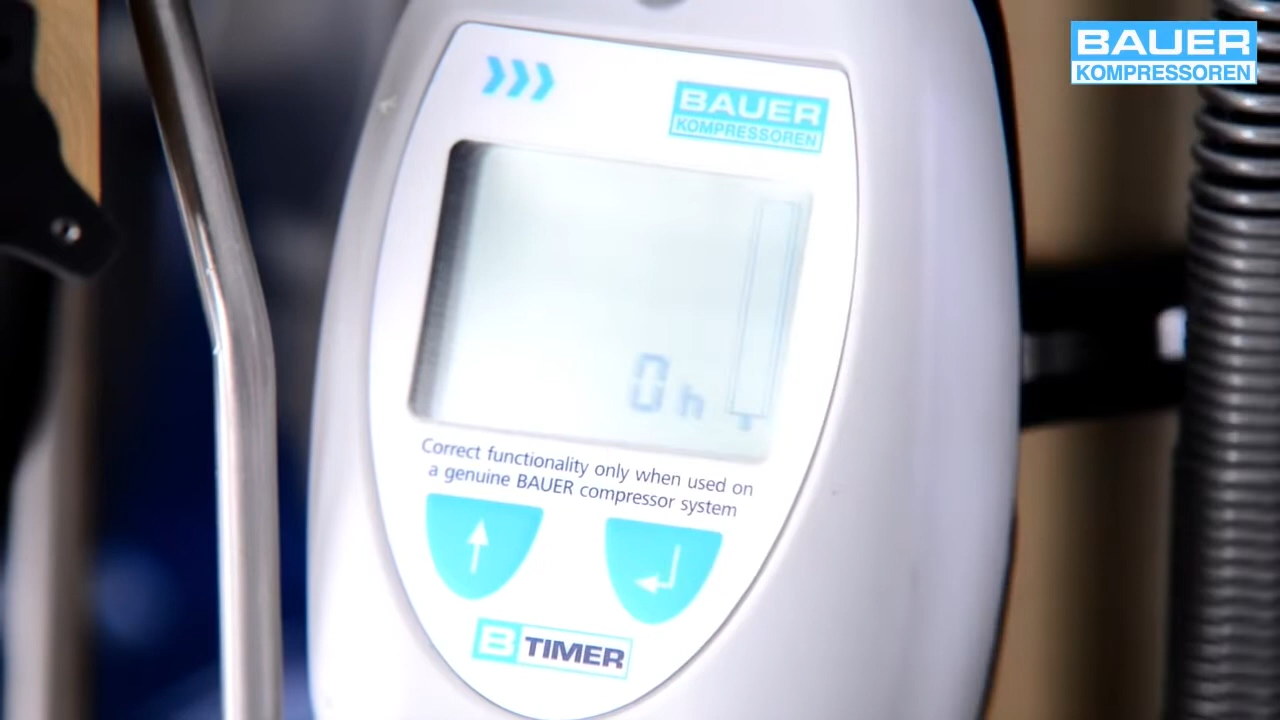 BAUER
KOMPRESSOREN
BAUER
KOMPRESSOREN
0h
Correct functionality only when used on
a genuine BAUER compressor system
B TIMER